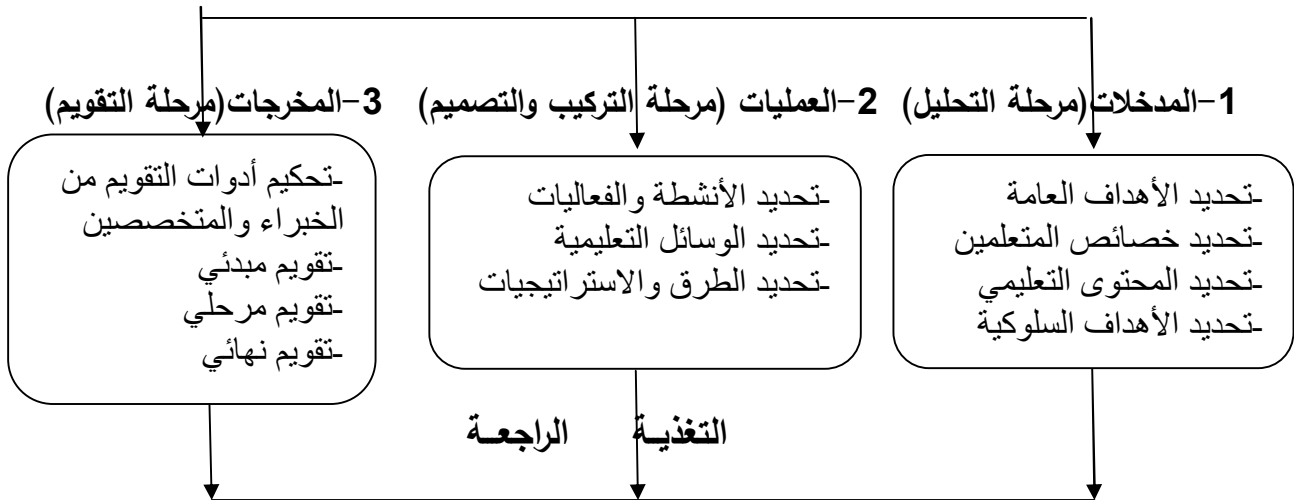 1-المدخلات(مرحلة التحليل) 2-العمليات (مرحلة التركيب والتصميم) 3-المخرجات(مرحلة التقويم)
-تحديد الأهداف العامة
-تحديد خصائص المتعلمين
-تحديد المحتوى التعليمي
-تحديد الأهداف السلوكية
-تحديد الأنشطة والفعاليات
-تحديد الوسائل التعليمية
-تحديد الطرق والاستراتيجيات
-تحكيم أدوات التقويم من
الخبراء والمتخصصين
-تقويم مبدئي
-تقويم مرحلي
-تقويم نهائي
التغذيـة الراجعـة